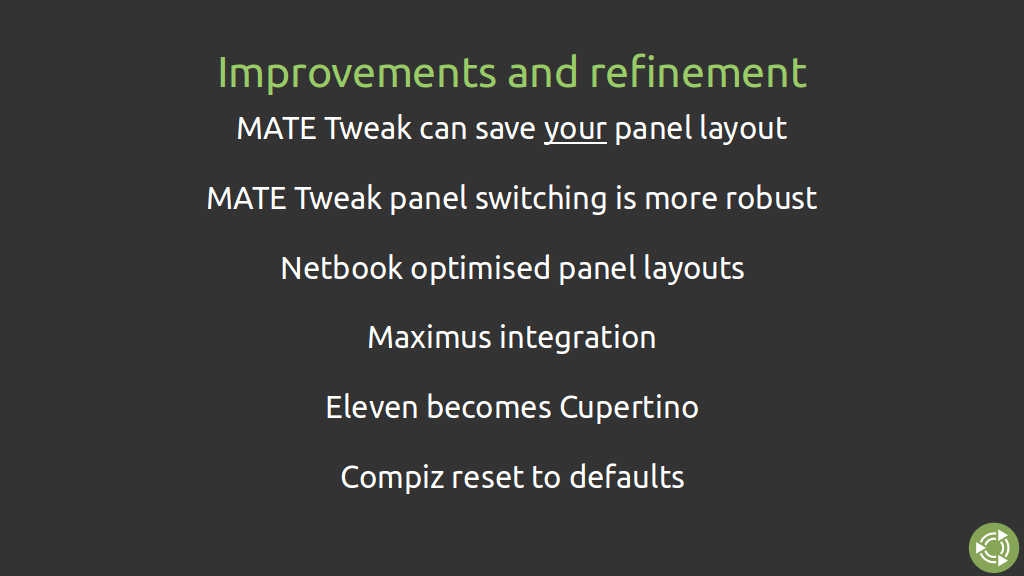 Improvements and refinement
MATE Tweak can save your panel layout
MATE Tweak panel switching is more robust
Netbook optimised panel layouts
Maximus integration
Eleven becomes Cupertino
Compiz reset to defaults